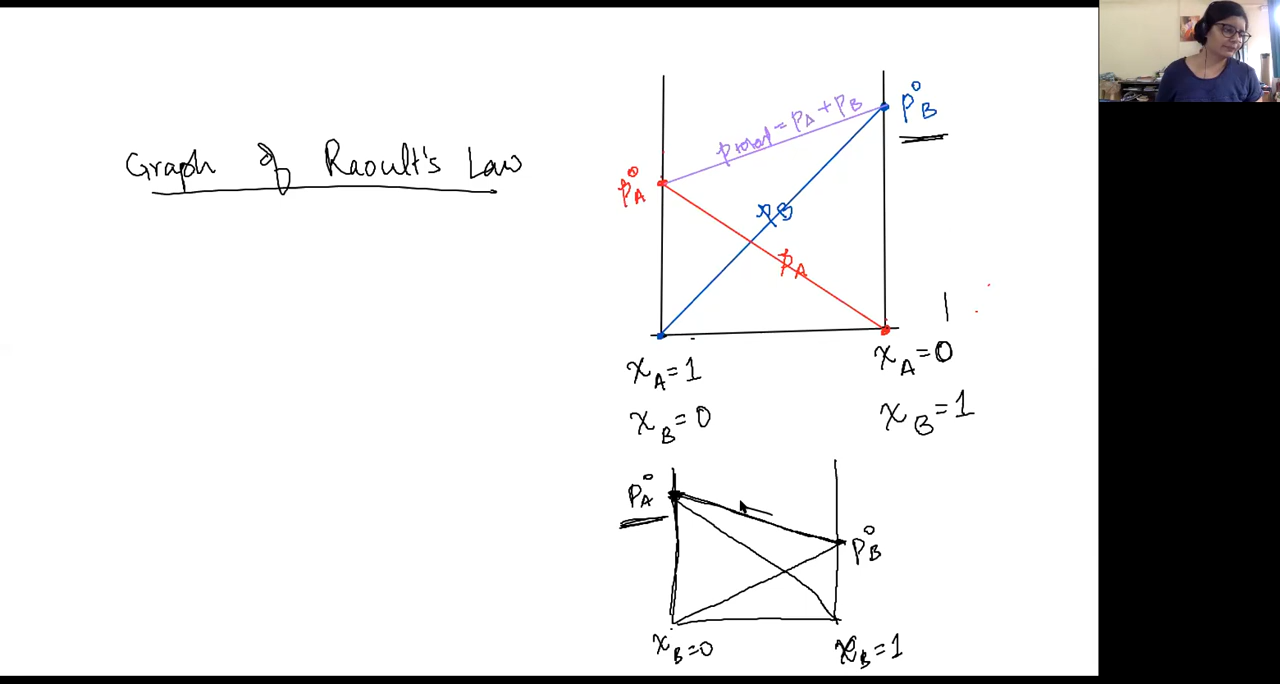 Graph of Raoult's Law
p°B
p total = pA + pB
p°A
pB
pA
xA=1
xA=0
xB=0
xB=1
p°A
p°B
xB=0
xB=1